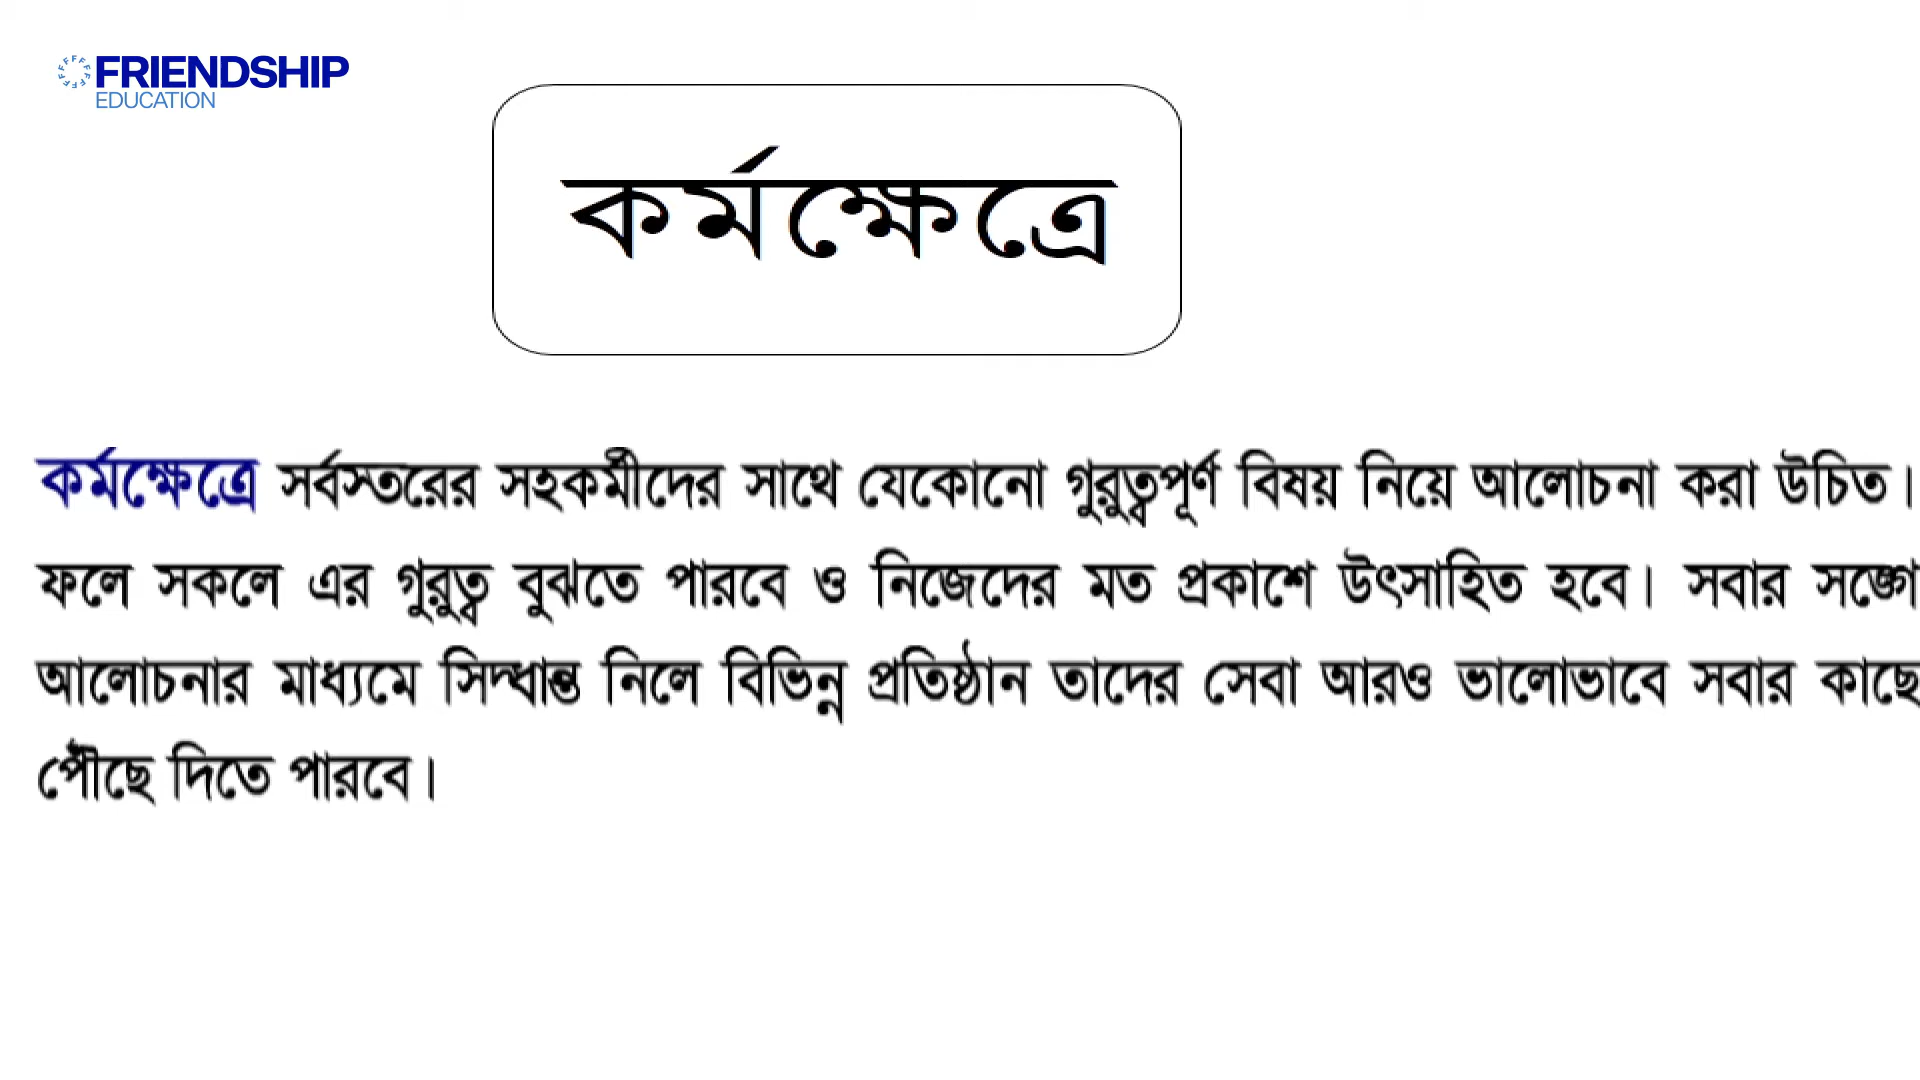 FRIENDSHIP
EDUCATION
কর্মক্ষেত্রে
কর্মক্ষেত্রে সর্বস্তরের সহকর্মীদের সাথে যেকোনো গুরুত্বপূর্ণ বিষয় নিয়ে আলোচনা করা উচিত।
ফলে সকলে এর গুরুত্ব বুঝতে পারবে ও নিজেদের মত প্রকাশে উৎসাহিত হবে। সবার সঙ্গে
আলোচনার মাধ্যমে সিদ্ধান্ত নিলে বিভিন্ন প্রতিষ্ঠান তাদের সেবা আরও ভালোভাবে সবার কাছে
পৌঁছে দিতে পারবে।